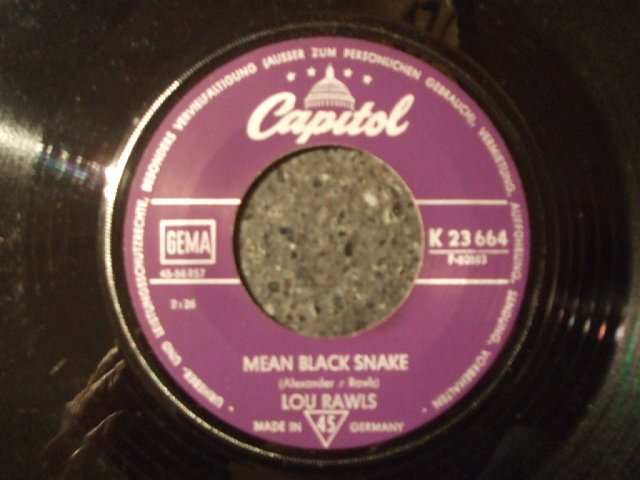 URHEBER- UND LEISTUNGSSCHUTZRECHTE, BESONDERS VERVIELFÄLTIGUNG (AUSSER ZUM PERSÖNLICHEN GEBRAUCH), VERMIETUNG, AUFFÜHRUNG, SENDUNG, VORBEHALTEN
Capitol
GEMA
K 23 664
2:26
MEAN BLACK SNAKE
(Alexander / Rawls)
LOU RAWLS
MADE IN 45 GERMANY